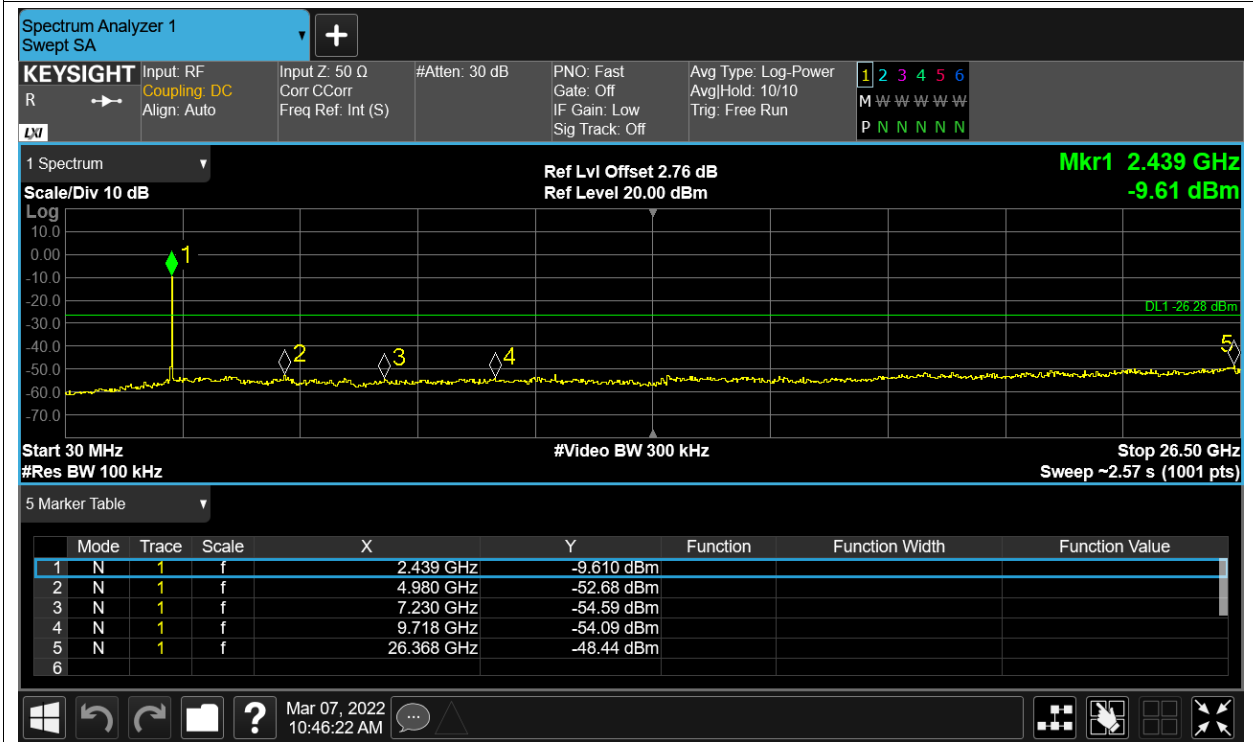 Spectrum Analyzer 1
Swept SA
+
KEYSIGHT Input: RF Input Z: 50 Ω #Atten: 30 dB PNO: Fast Avg Type: Log-Power 1 2 3 4 5 6
R Coupling: DC Corr CCorr Gate: Off Avg|Hold: 10/10 M W W W W W
Align: Auto Freq Ref: Int (S) IF Gain: Low Trig: Free Run
LXI Sig Track: Off P N N N N N
1 Spectrum Ref Lvl Offset 2.76 dB Mkr1 2.439 GHz
Scale/Div 10 dB Ref Level 20.00 dBm -9.61 dBm
Log
10.0
0.00 1
-10.0
-20.0 DL1 -26.28 dBm
-30.0
-40.0 2 3 4 5
-50.0
-60.0
-70.0
Start 30 MHz #Video BW 300 kHz Stop 26.50 GHz
#Res BW 100 kHz Sweep ~2.57 s (1001 pts)
5 Marker Table
Mode Trace Scale X Y Function Function Width Function Value
1 N 1 f 2.439 GHz -9.610 dBm
2 N 1 f 4.980 GHz -52.68 dBm
3 N 1 f 7.230 GHz -54.59 dBm
4 N 1 f 9.718 GHz -54.09 dBm
5 N 1 f 26.368 GHz -48.44 dBm
6
? Mar 07, 2022
10:46:22 AM